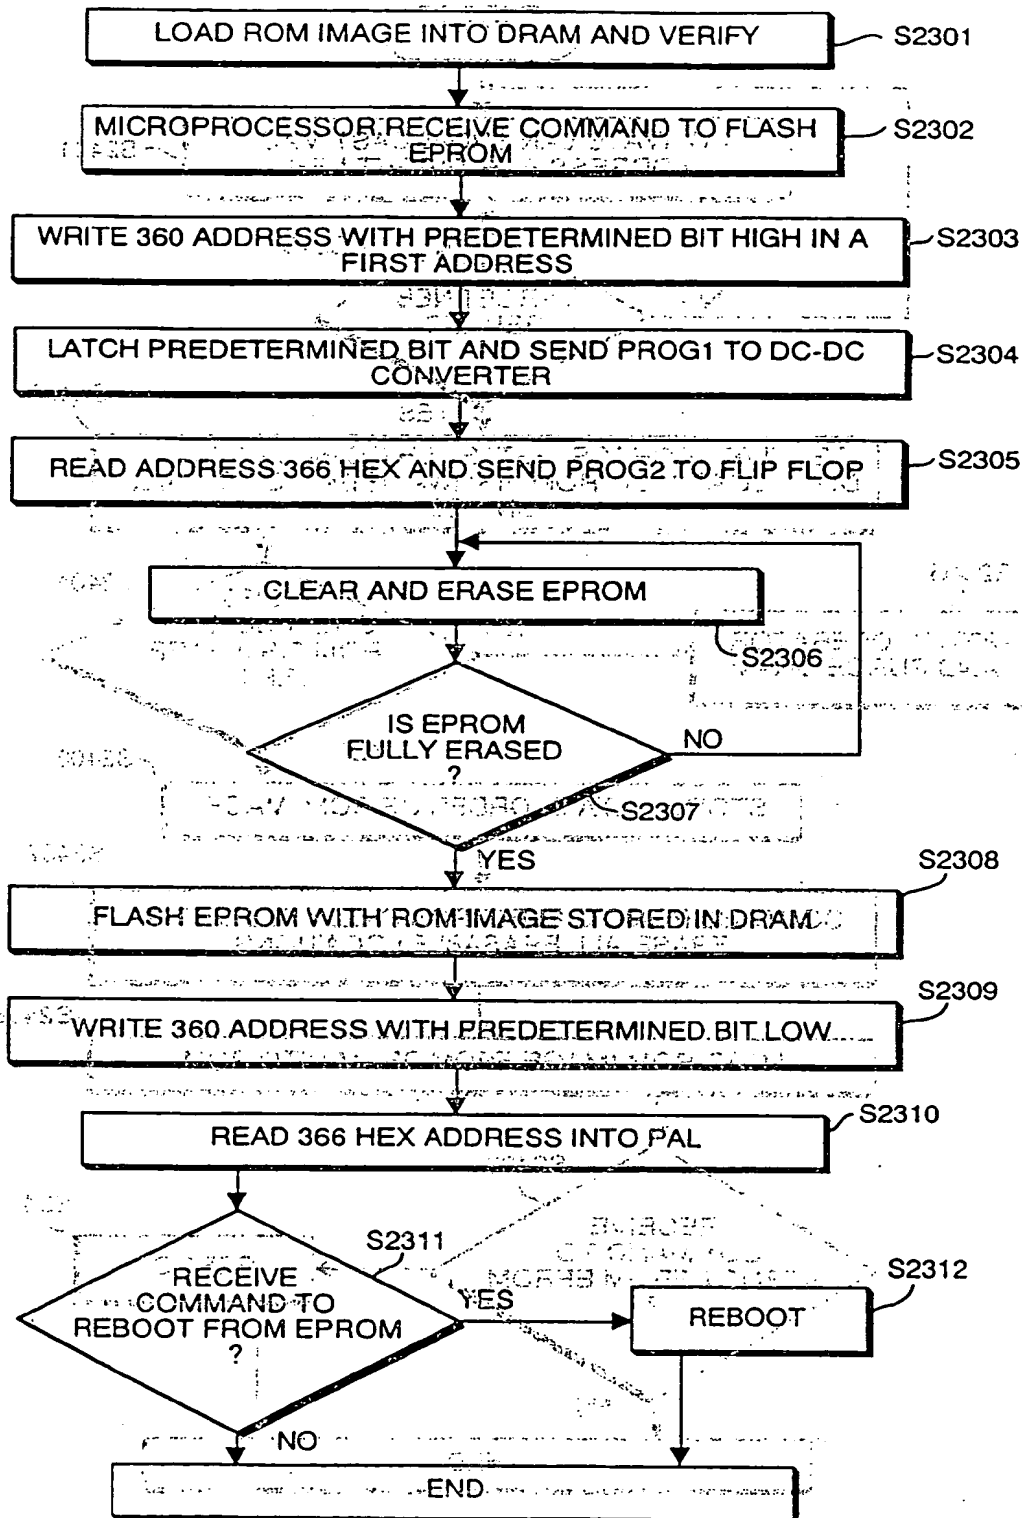 LOAD ROM IMAGE INTO DRAM AND VERIFY
S2301
MICROPROCESSOR RECEIVE COMMAND TO FLASH
EPROM
S2302
WRITE 360 ADDRESS WITH PREDETERMINED BIT HIGH IN A
FIRST ADDRESS
S2303
LATCH PREDETERMINED BIT AND SEND PROG1 TO DC-DC
CONVERTER
S2304
READ ADDRESS 366 HEX AND SEND PROG2 TO FLIP FLOP
S2305
CLEAR AND ERASE EPROM
S2306
IS EPROM
FULLY ERASED
?
NO
S2307
YES
S2308
FLASH EPROM WITH ROM IMAGE STORED IN DRAM
S2309
WRITE 360 ADDRESS WITH PREDETERMINED BIT LOW
S2310
READ 366 HEX ADDRESS INTO PAL
S2311
RECEIVE
COMMAND TO
REBOOT FROM EPROM
?
YES
S2312
REBOOT
NO
END